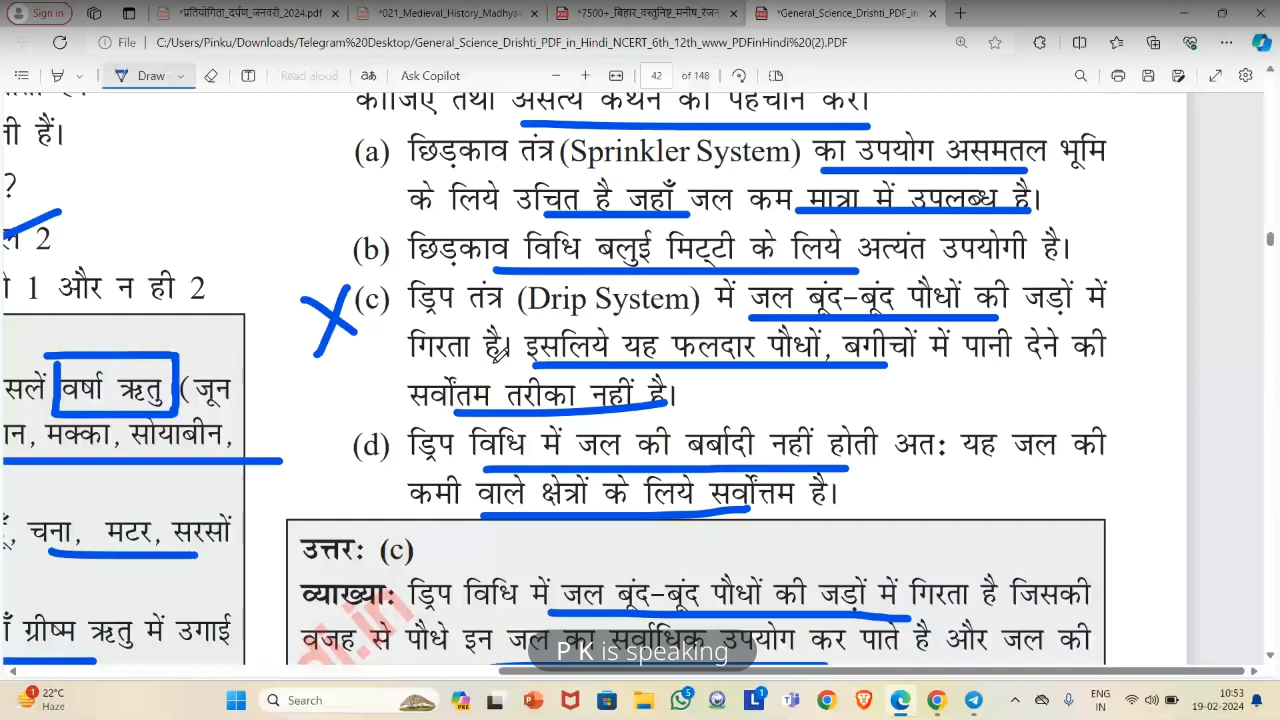 Sign in
*प्रतियोगिता_दर्पण_जनवरी_2024.pdf
*021_Medieval_History_Madhyak
*7500+_बिहार_वस्तुनिष्ठ_मनीष_रंजन
*General_Science_Drishti_PDF_in
File C:/Users/Pinku/Downloads/Telegram%20Desktop/General_Science_Drishti_PDF_in_Hindi_NCERT_6th_12th_www_PDFinHindi%20(2).PDF
Draw Read aloud Ask Copilot 42 of 148
नी हैं।
?
ल 2
1 और न ही 2
सलें वर्षा ऋतु (जून
न, मक्का, सोयाबीन,
चना, मटर, सरसों
ग्रीष्म ऋतु में उगाई
कीजिए तथा असत्य कथन की पहचान करें।
(a) छिड़काव तंत्र (Sprinkler System) का उपयोग असमतल भूमि
के लिये उचित है जहाँ जल कम मात्रा में उपलब्ध है।
(b) छिड़काव विधि बलुई मिट्टी के लिये अत्यंत उपयोगी है।
(c) ड्रिप तंत्र (Drip System) में जल बूंद-बूंद पौधों की जड़ों में
गिरता है। इसलिये यह फलदार पौधों, बगीचों में पानी देने की
सर्वोंतम तरीका नहीं है।
(d) ड्रिप विधि में जल की बर्बादी नहीं होती अतः यह जल की
कमी वाले क्षेत्रों के लिये सर्वोत्तम है।
उत्तरः (c)
व्याख्याः ड्रिप विधि में जल बूंद-बूंद पौधों की जड़ों में गिरता है जिसकी
वजह से पौधे इन जल का सर्वाधिक उपयोग कर पाते है और जल की
P K is speaking
22°C
Haze
Search
ENG
IN
10:53
19-02-2024